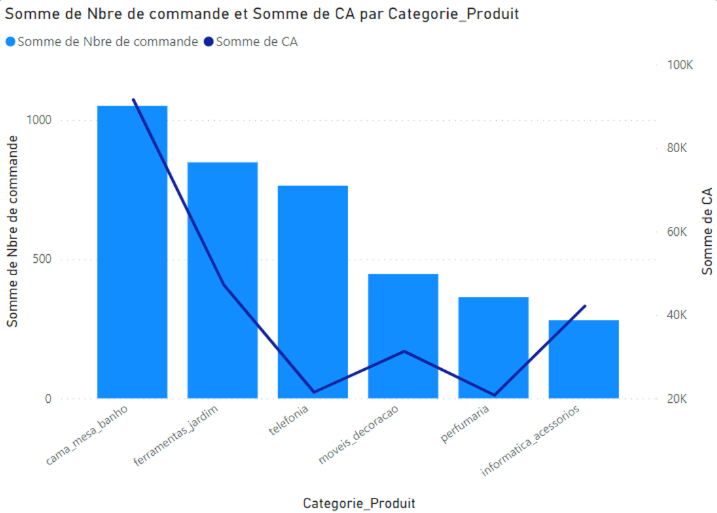 Somme de Nbre de commande et Somme de CA par Categorie_Produit
Somme de Nbre de commande Somme de CA
100K
1000
80K
60K
500
40K
0
20K
Somme de Nbre de commande
Somme de CA
cama_mesa_banho
ferramentas_jardim
telefonia
moveis_decoracao
perfumaria
informatica_acessorios
Categorie_Produit